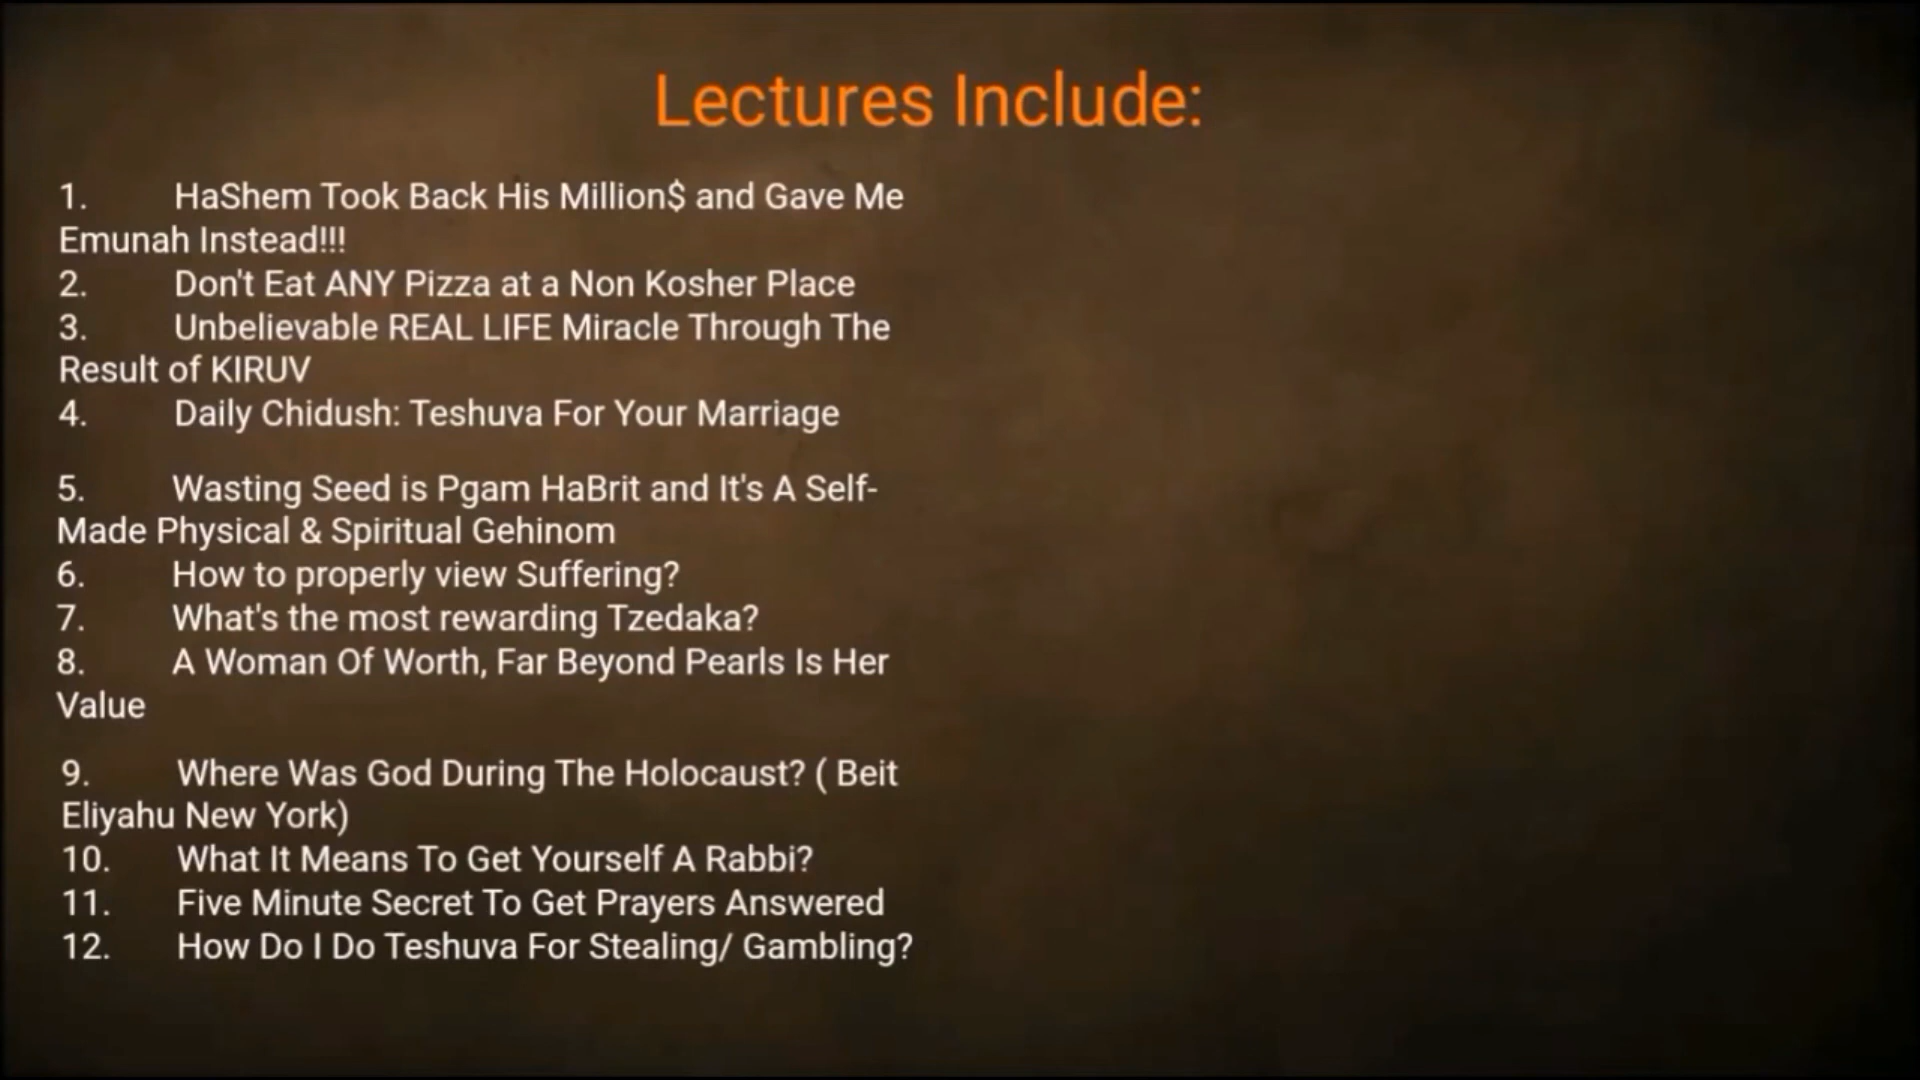 Lectures Include:
1. HaShem Took Back His Million$ and Gave Me
Emunah Instead!!!
2. Don't Eat ANY Pizza at a Non Kosher Place
3. Unbelievable REAL LIFE Miracle Through The
Result of KIRUV
4. Daily Chidush: Teshuva For Your Marriage
5. Wasting Seed is Pgam HaBrit and It's A Self-
Made Physical & Spiritual Gehinom
6. How to properly view Suffering?
7. What's the most rewarding Tzedaka?
8. A Woman Of Worth, Far Beyond Pearls Is Her
Value
9. Where Was God During The Holocaust? ( Beit
Eliyahu New York)
10. What It Means To Get Yourself A Rabbi?
11. Five Minute Secret To Get Prayers Answered
12. How Do I Do Teshuva For Stealing/ Gambling?